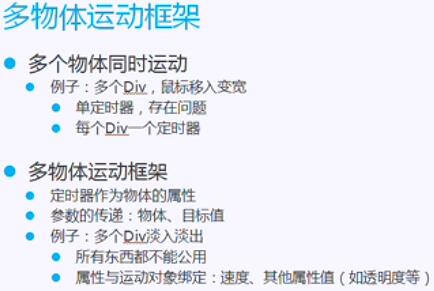 多物体运动框架
多个物体同时运动
例子：多个Div，鼠标移入变宽
单定时器，存在问题
每个Div一个定时器
多物体运动框架
定时器作为物体的属性
参数的传递：物体、目标值
例子：多个Div淡入淡出
所有东西都不能公用
属性与运动对象绑定：速度、其他属性值（如透明度等）